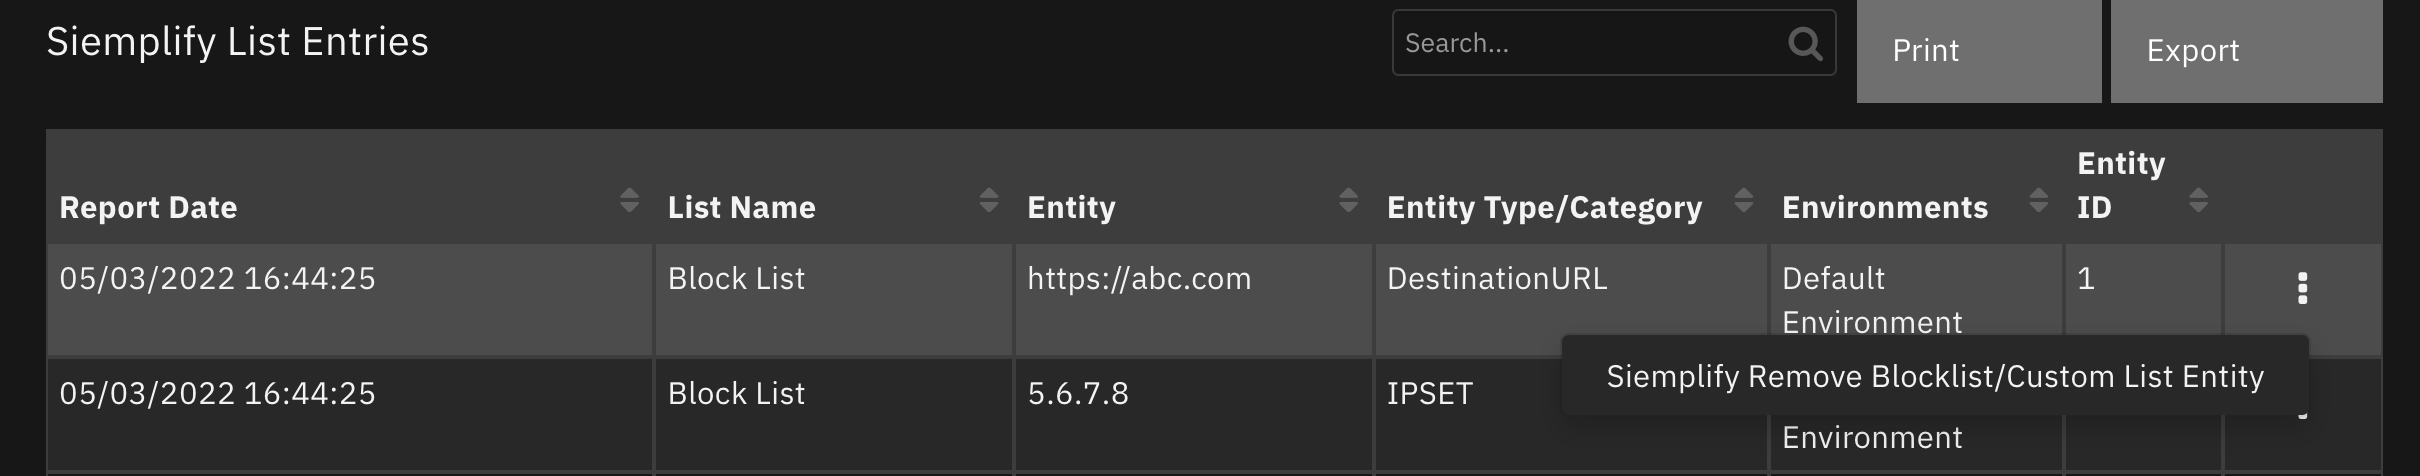 Siemplify List Entries
Search...
Print
Export
Report Date
List Name
Entity
Entity Type/Category
Environments
Entity
ID
05/03/2022 16:44:25
Block List
https://abc.com
DestinationURL
Default
Environment
1
05/03/2022 16:44:25
Block List
5.6.7.8
IPSET
Siemplify Remove Blocklist/Custom List Entity
Environment